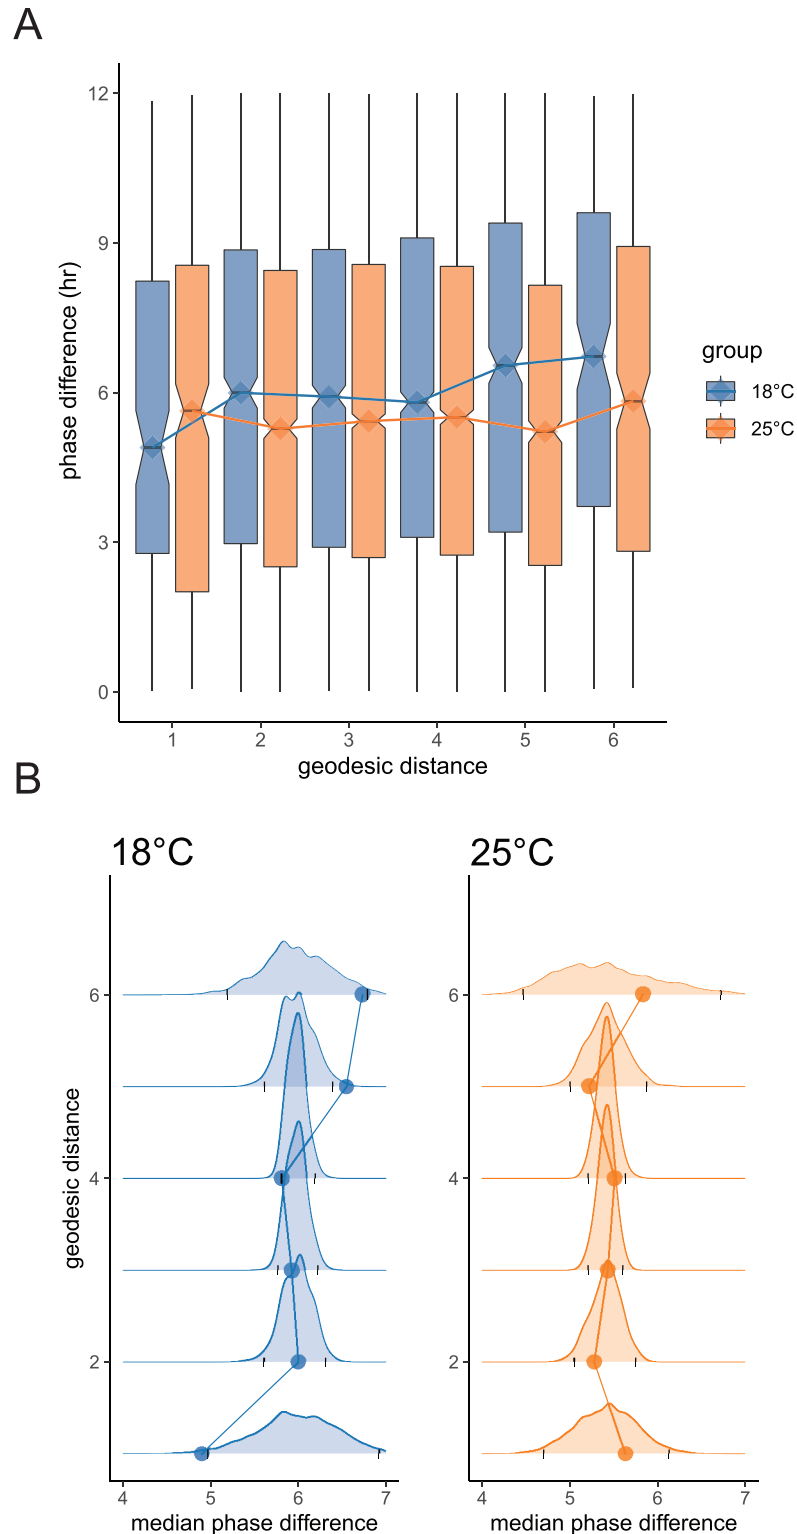 A
12
9
6
3
0
phase difference (hr)
1 2 3 4 5 6
geodesic distance
group
18°C
25°C
B
18°C
25°C
6
4
2
geodesic distance
6
4
2
4 5 6 7
median phase difference
4 5 6 7
median phase difference